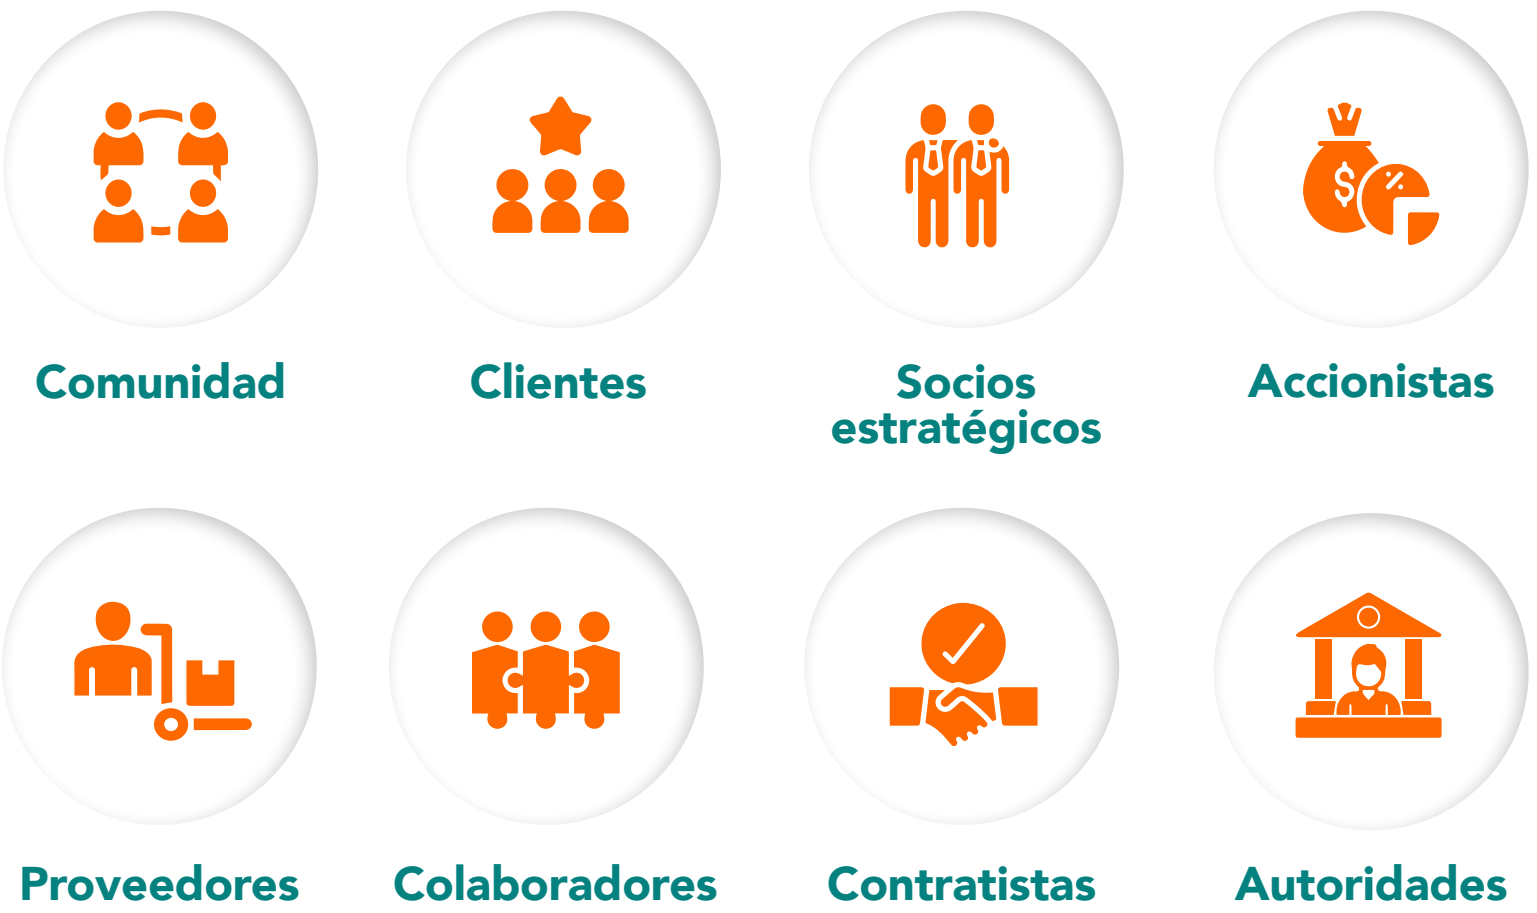 $
%
Comunidad
Clientes
Socios
estratégicos
Accionistas
Proveedores
Colaboradores
Contratistas
Autoridades